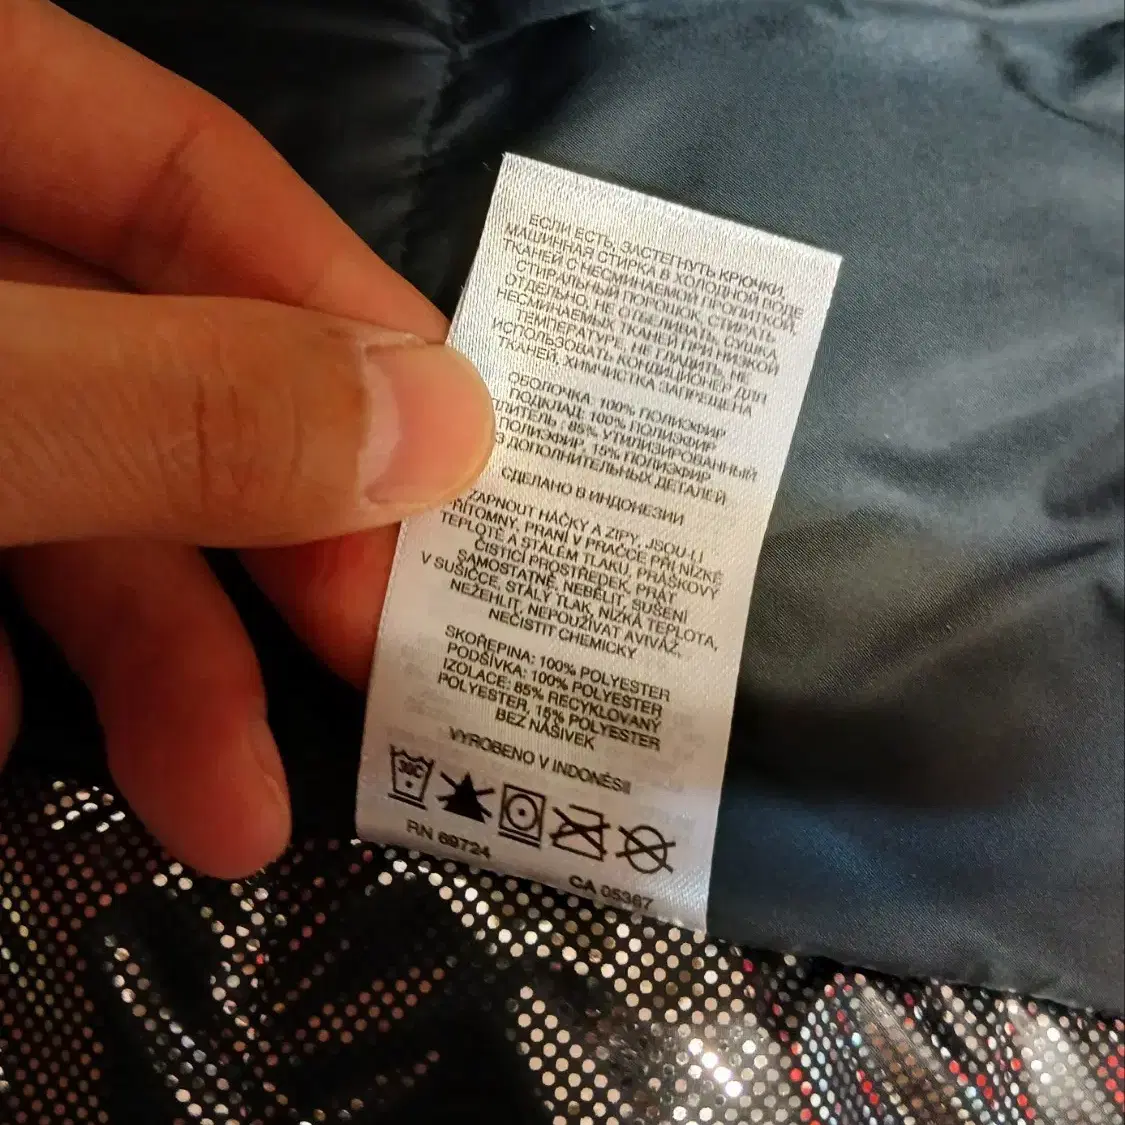 ЕСЛИ ЕСТЬ, ЗАСТЕГНУТЬ КРЮЧКИ,
МАШИННАЯ СТИРКА В ХОЛОДНОЙ ВОДЕ
ТКАНЕЙ С НЕСМИНАЕМОЙ ПРОПИТКОЙ,
СТИРАЛЬНЫЙ ПОРОШОК, СТИРАТЬ
ОТДЕЛЬНО, НЕ ОТБЕЛИВАТЬ, СУШКА
НЕСМИНАЕМЫХ ТКАНЕЙ ПРИ НИЗКОЙ
ТЕМПЕРАТУРЕ, НЕ ГЛАДИТЬ, НЕ
ИСПОЛЬЗОВАТЬ КОНДИЦИОНЕР ДЛЯ
ТКАНЕЙ, ХИМЧИСТКА ЗАПРЕЩЕНА
ОБОЛОЧКА: 100% ПОЛИЭФИР
ПОДКЛАД: 100% ПОЛИЭФИР
85% УТИЛИЗИРОВАННЫЙ
ПОЛИЭФИР, 15% ПОЛИЭФИР
ДОПОЛНИТЕЛЬНЫХ ДЕТАЛЕЙ
СДЕЛАНО В ИНДОНЕЗИИ
ZAPNOUT HÁČKY A ZIPY, JSOU-LI
PRANÍ V PRAČCE PŘI NÍZKÉ
TEPLOTĚ A STÁLÉM TLAKU, PRÁŠKOVÝ
ČISTÍCÍ PROSTŘEDEK, PRÁT
SAMOSTATNĚ, NEBĚLIT, SUŠENÍ
V SUŠIČCE, STÁLÝ TLAK, NÍZKÁ TEPLOTA,
NEŽEHLIT, NEPOUŽÍVAT AVIVÁŽ,
NEČISTIT CHEMICKY
SKOŘEPINA: 100% POLYESTER
PODŠÍVKA: 100% POLYESTER
IZOLACE: 85% RECYKLOVANÝ
POLYESTER, 15% POLYESTER
BEZ NÁŠIVEK
VYROBENO V INDONÉSII
30C
RN 69724
CA 05367